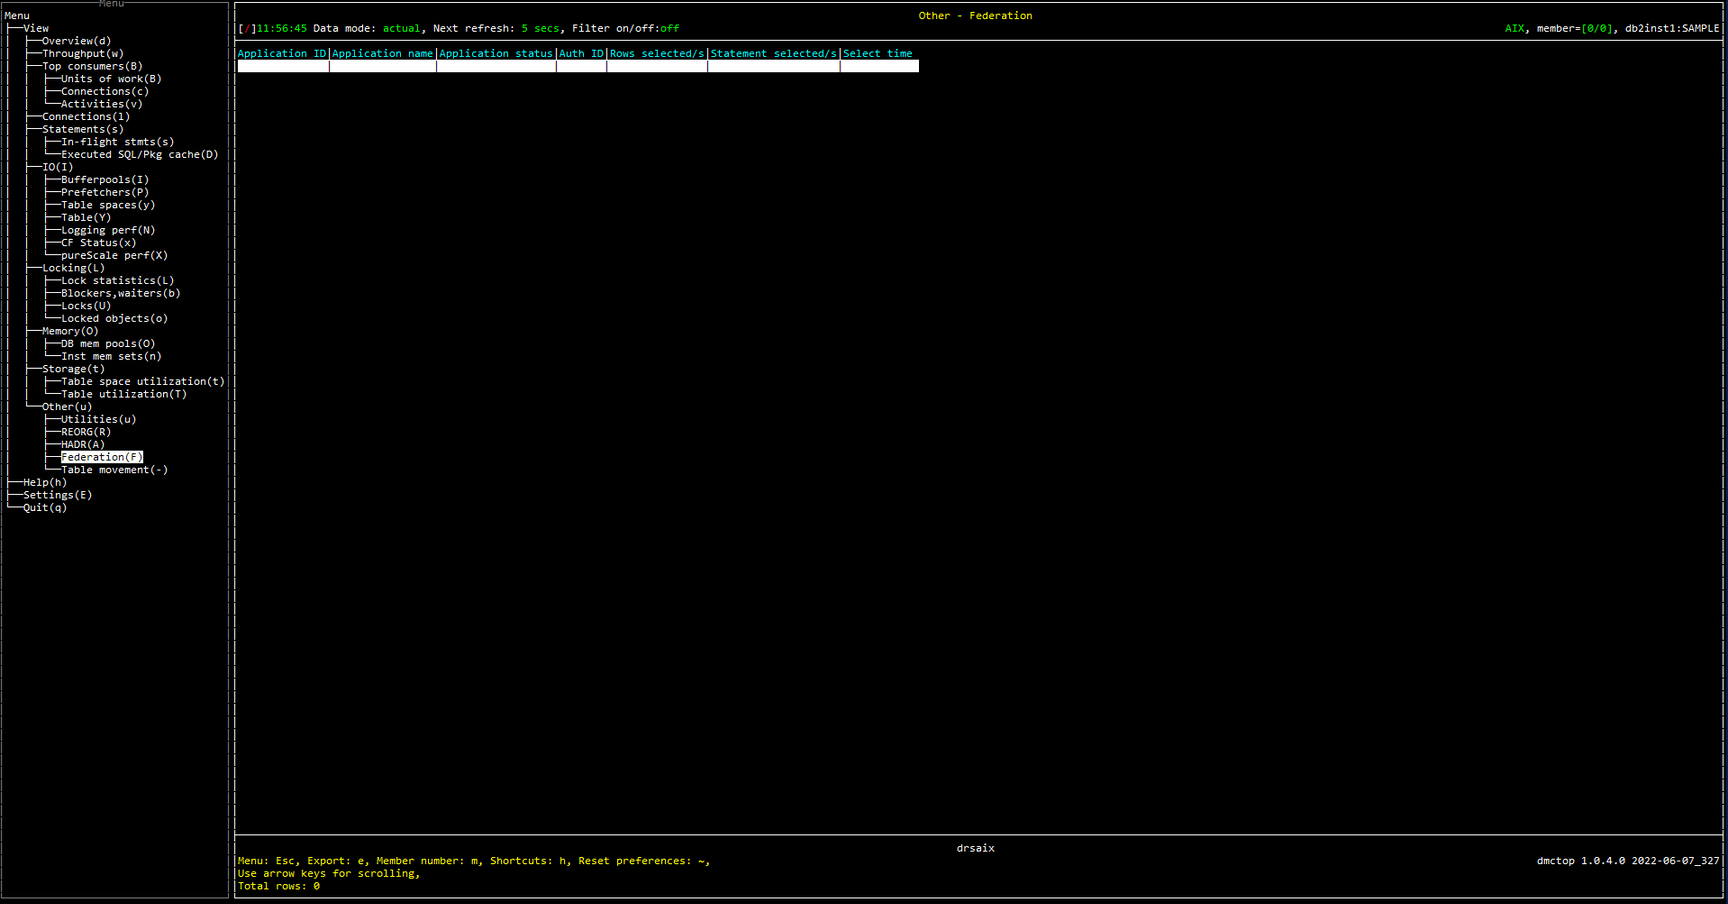 Menu
Menu
View
Overview(d)
Throughput(w)
Top consumers(B)
Units of work(B)
Connections(c)
Activities(v)
Connections(l)
Statements(s)
In-flight stmts(s)
Executed SQL/Pkg cache(D)
IO(I)
Bufferpools(I)
Prefetchers(P)
Table spaces(y)
Table(Y)
Logging perf(N)
CF Status(x)
pureScale perf(X)
Locking(L)
Lock statistics(L)
Blockers,waiters(b)
Locks(U)
Locked objects(o)
Memory(O)
DB mem pools(O)
Inst mem sets(n)
Storage(t)
Table space utilization(t)
Table utilization(T)
Other(u)
Utilities(u)
REORG(R)
HADR(A)
Federation(F)
Table movement(-)
Help(h)
Settings(E)
Quit(q)
Other - Federation
[/]11:56:45 Data mode: actual, Next refresh: 5 secs, Filter on/off:off
AIX, member=[0/0], db2inst1:SAMPLE
Application ID|Application name|Application status|Auth ID|Rows selected/s|Statement selected/s|Select time
drsaix
Menu: Esc, Export: e, Member number: m, Shortcuts: h, Reset preferences: ~,
dmctop 1.0.4.0 2022-06-07_327
Use arrow keys for scrolling,
Total rows: 0